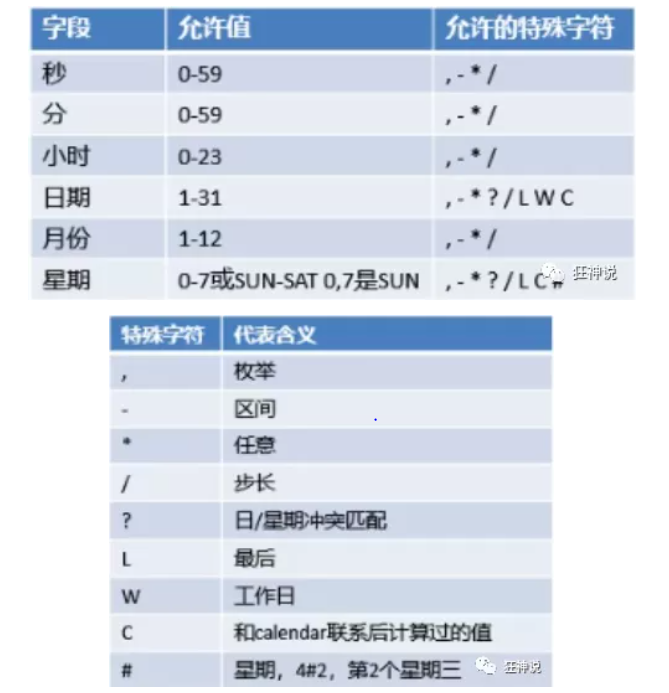 字段 允许值 允许的特殊字符
秒 0-59 , - * /
分 0-59 , - * /
小时 0-23 , - * /
日期 1-31 , - * ? / L W C
月份 1-12 , - * /
星期 0-7或SUN-SAT 0,7是SUN , - * ? / L C #
狂神说
特殊字符 代表含义
, 枚举
- 区间
* 任意
/ 步长
? 日/星期冲突匹配
L 最后
W 工作日
C 和calendar联系后计算过的值
# 星期，4#2，第2个星期三
狂神说